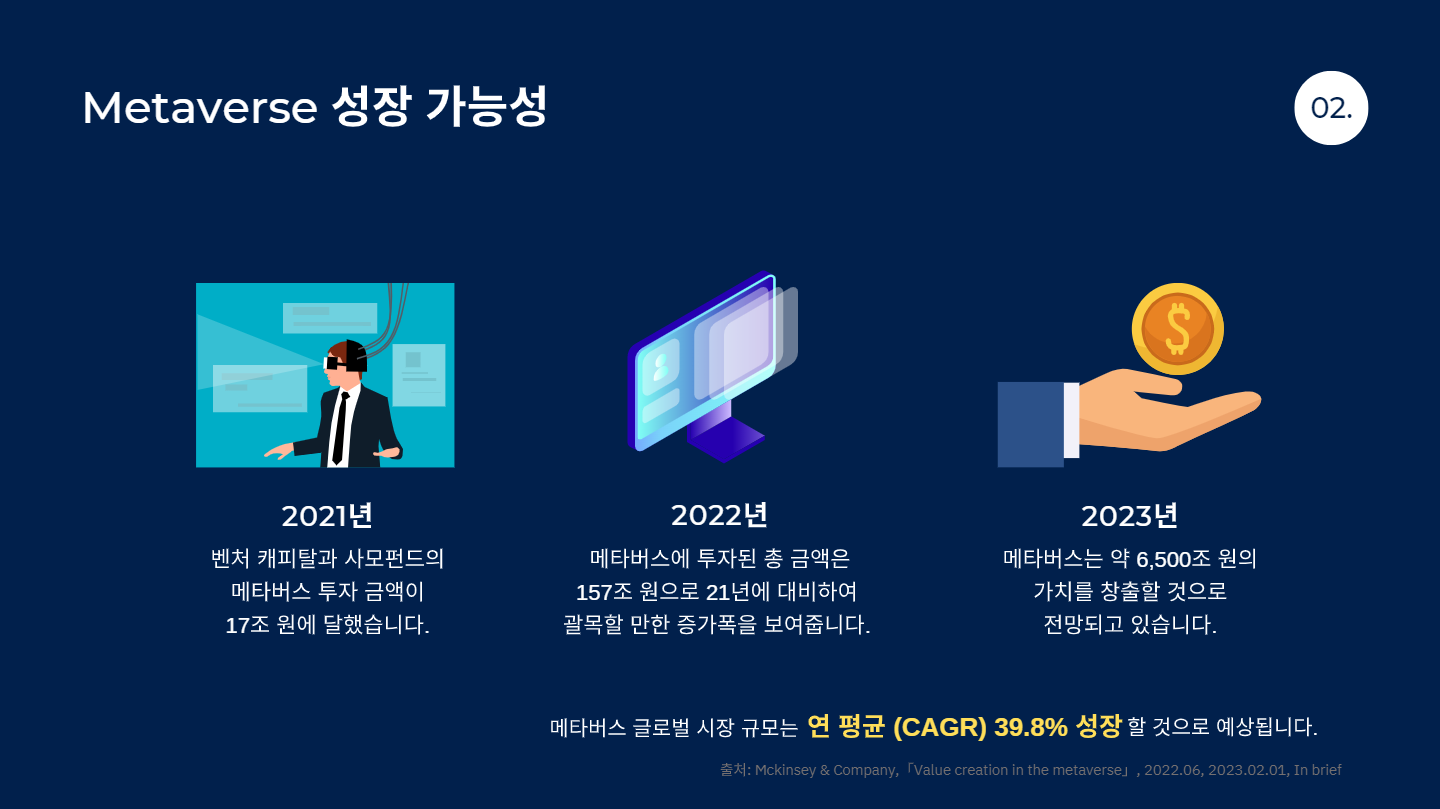 Metaverse 성장 가능성
02.
2021년
벤처 캐피탈과 사모펀드의
메타버스 투자 금액이
17조 원에 달했습니다.
2022년
메타버스에 투자된 총 금액은
157조 원으로 21년에 대비하여
괄목할 만한 증가폭을 보여줍니다.
2023년
메타버스는 약 6,500조 원의
가치를 창출할 것으로
전망되고 있습니다.
메타버스 글로벌 시장 규모는 연 평균 (CAGR) 39.8% 성장 할 것으로 예상됩니다.
출처: Mckinsey & Company,「Value creation in the metaverse」, 2022.06, 2023.02.01, In brief